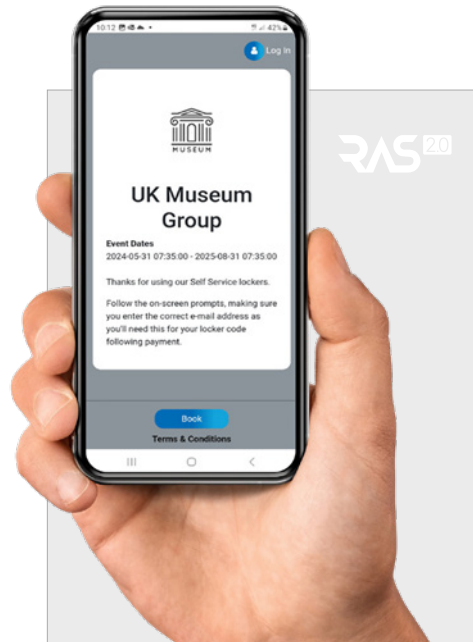 10:12
42%
Log In
MUSEUM
UK Museum
Group
Event Dates
2024-05-31 07:35:00 - 2025-08-31 07:35:00
Thanks for using our Self Service lockers.
Follow the on-screen prompts, making sure
you enter the correct e-mail address as
you'll need this for your locker code
following payment.
Book
Terms & Conditions
RAS 2.0